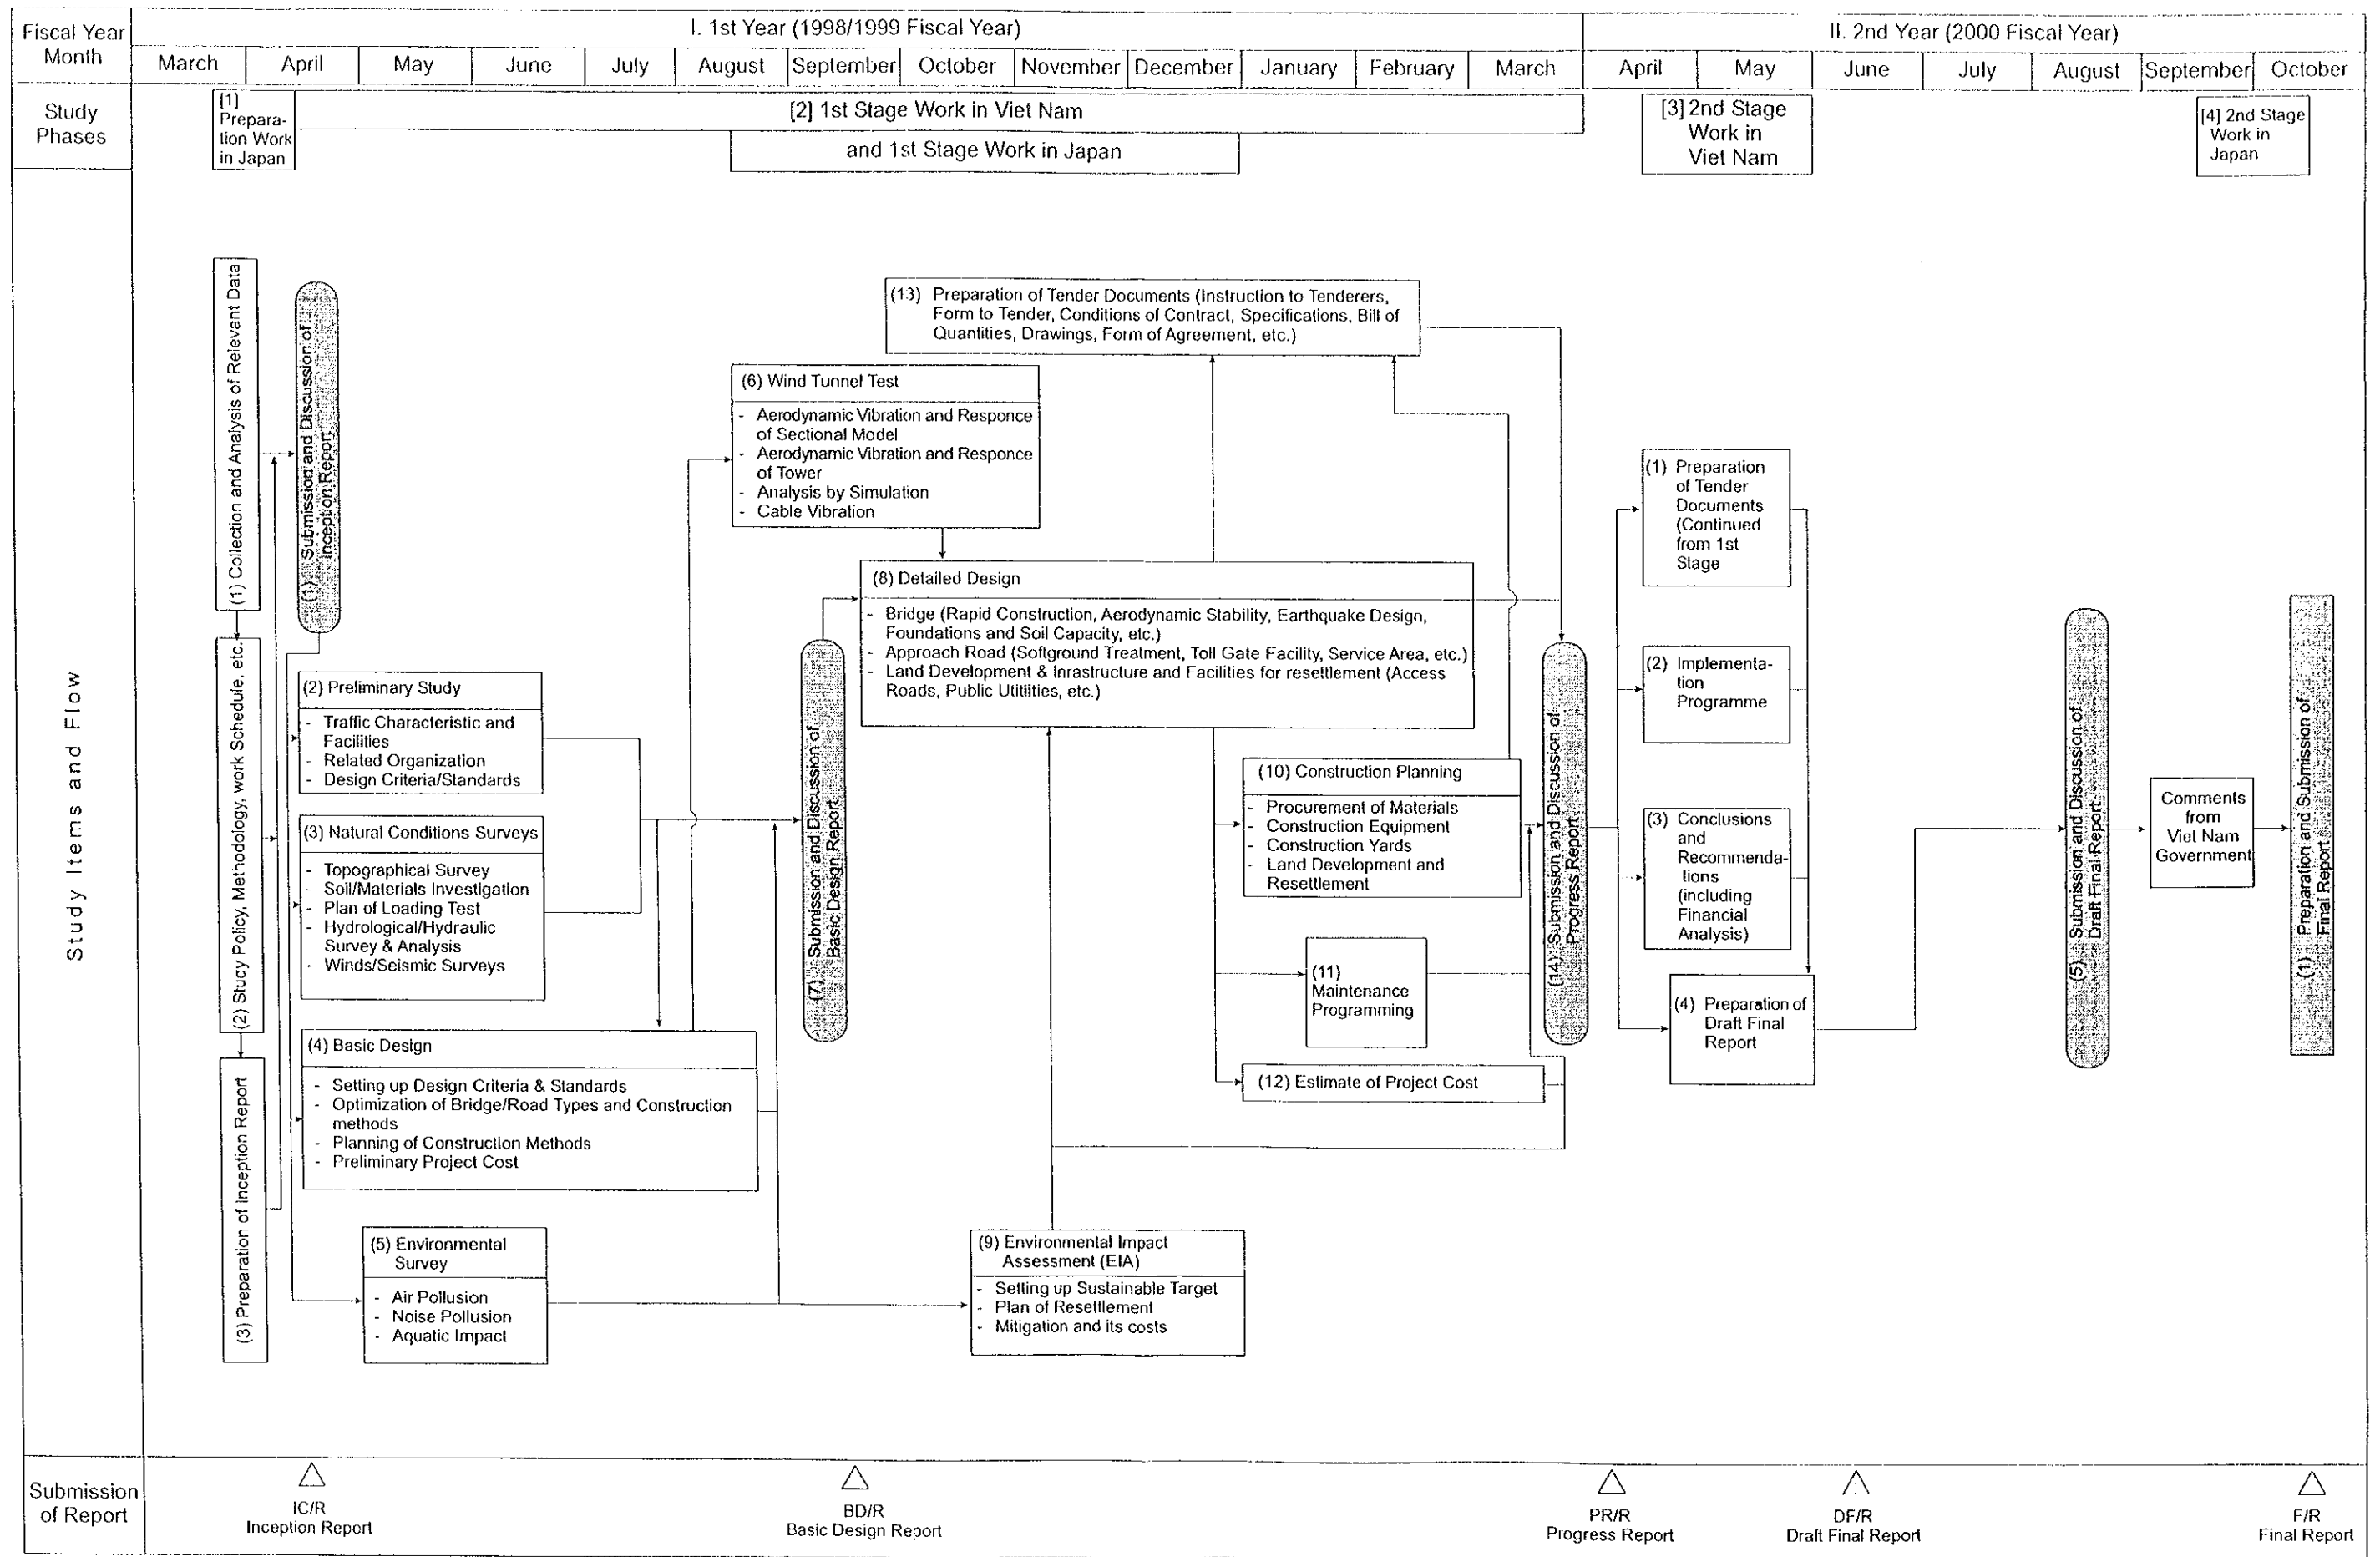 Fiscal Year
Month
I. 1st Year (1998/1999 Fiscal Year)
II. 2nd Year (2000 Fiscal Year)
March
April
May
June
July
August
September
October
November
December
January
February
March
April
May
June
July
August
September
October
Study
Phases
[1]
Prepara-
tion Work
in Japan
[2] 1st Stage Work in Viet Nam
and 1st Stage Work in Japan
[3] 2nd Stage
Work in
Viet Nam
[4] 2nd Stage
Work in
Japan
Study Items and Flow
(1) Collection and Analysis of Relevant Data
(2) Study Policy, Methodology, work Schedule, etc.
(3) Preparation of Inception Report
(1) Submission and Discussion of
Inception Report
(2) Preliminary Study
- Traffic Characteristic and
Facilities
- Related Organization
- Design Criteria/Standards
(3) Natural Conditions Surveys
- Topographical Survey
- Soil/Materials Investigation
- Plan of Loading Test
- Hydrological/Hydraulic
Survey & Analysis
- Winds/Seismic Surveys
(4) Basic Design
- Setting up Design Criteria & Standards
- Optimization of Bridge/Road Types and Construction
methods
- Planning of Construction Methods
- Preliminary Project Cost
(5) Environmental
Survey
- Air Pollusion
- Noise Pollusion
- Aquatic Impact
(6) Wind Tunnel Test
- Aerodynamic Vibration and Responce
of Sectional Model
- Aerodynamic Vibration and Responce
of Tower
- Analysis by Simulation
- Cable Vibration
(7) Submission and Discussion of
Basic Design Report
(8) Detailed Design
- Bridge (Rapid Construction, Aerodynamic Stability, Earthquake Design,
Foundations and Soil Capacity, etc.)
- Approach Road (Softground Treatment, Toll Gate Facility, Service Area, etc.)
- Land Development & Inrastructure and Facilities for resettlement (Access
Roads, Public Utitlities, etc.)
(9) Environmental Impact
Assessment (EIA)
- Setting up Sustainable Target
- Plan of Resettlement
- Mitigation and its costs
(10) Construction Planning
- Procurement of Materials
- Construction Equipment
- Construction Yards
- Land Development and
Resettlement
(11)
Maintenance
Programming
(12) Estimate of Project Cost
(13) Preparation of Tender Documents (Instruction to Tenderers,
Form to Tender, Conditions of Contract, Specifications, Bill of
Quantities, Drawings, Form of Agreement, etc.)
(14) Submission and Discussion of
Progress Report
(1) Preparation
of Tender
Documents
(Continued
from 1st
Stage
(2) Implementa-
tion
Programme
(3) Conclusions
and
Recommenda-
tions
(including
Financial
Analysis)
(4) Preparation of
Draft Final
Report
(5) Submission and Discussion of
Draft Final Report
Comments
from
Viet Nam
Government
(1) Preparation and Submission of
Final Report
Submission
of Report
IC/R
Inception Report
BD/R
Basic Design Report
PR/R
Progress Report
DF/R
Draft Final Report
F/R
Final Report